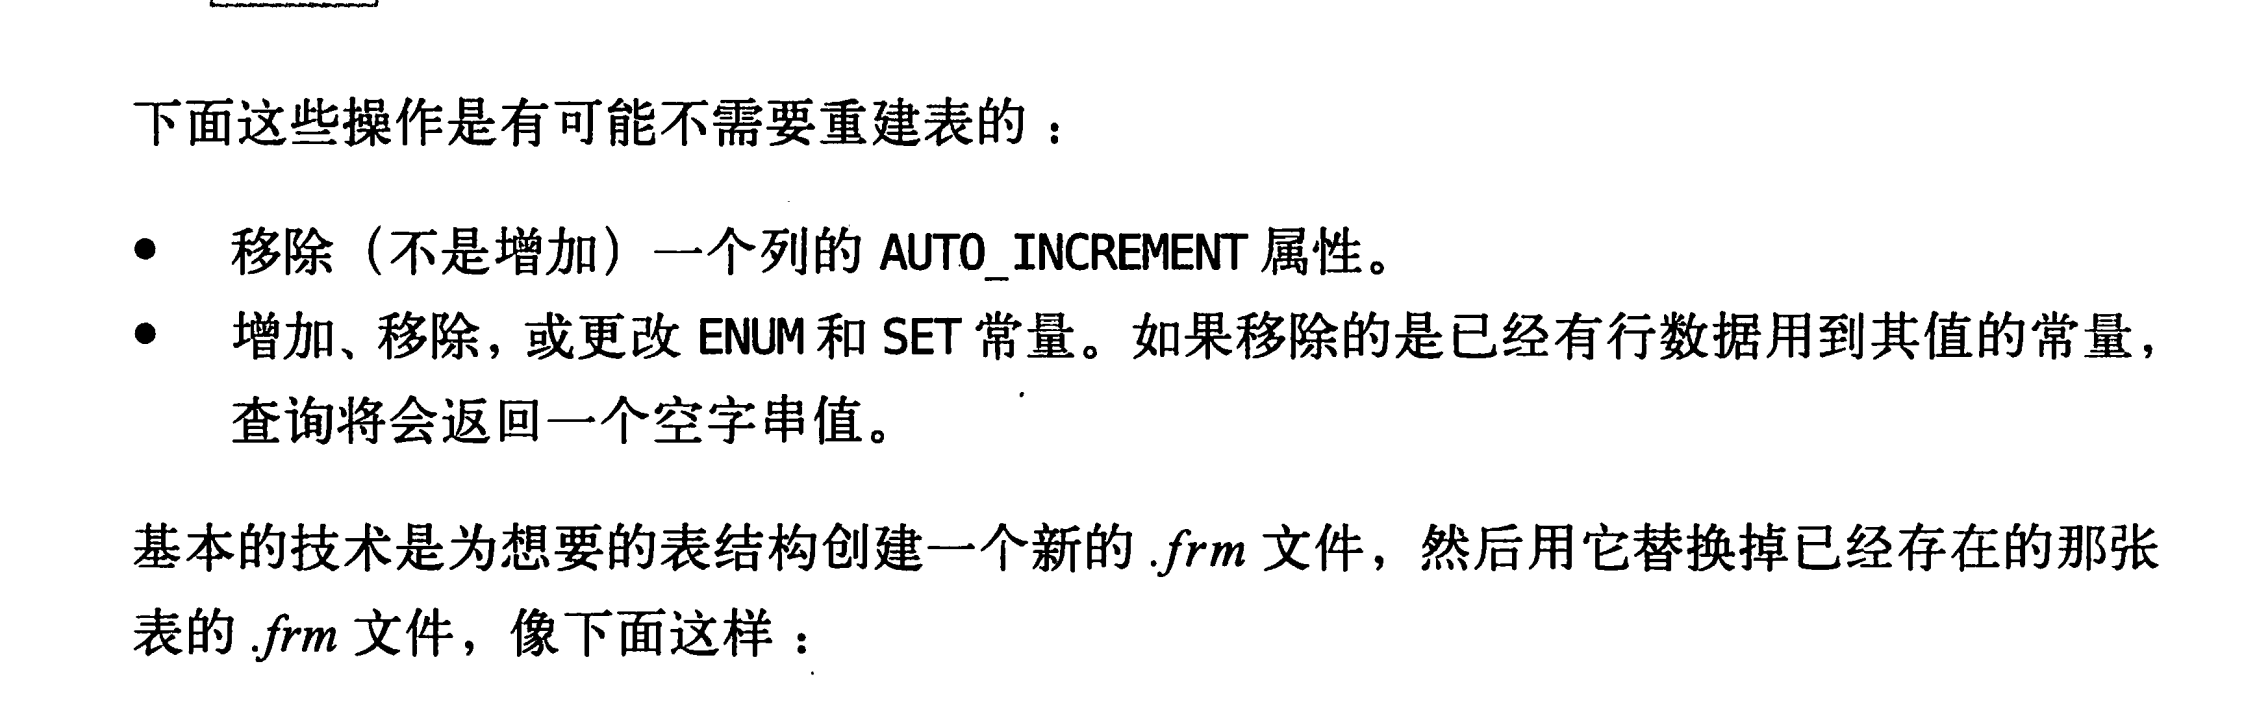 下面这些操作是有可能不需要重建表的：
● 移除（不是增加）一个列的 AUTO_INCREMENT 属性。
● 增加、移除，或更改 ENUM 和 SET 常量。如果移除的是已经有行数据用到其值的常量，
查询将会返回一个空字串值。
基本的技术是为想要的表结构创建一个新的 .frm 文件，然后用它替换掉已经存在的那张
表的 .frm 文件，像下面这样：